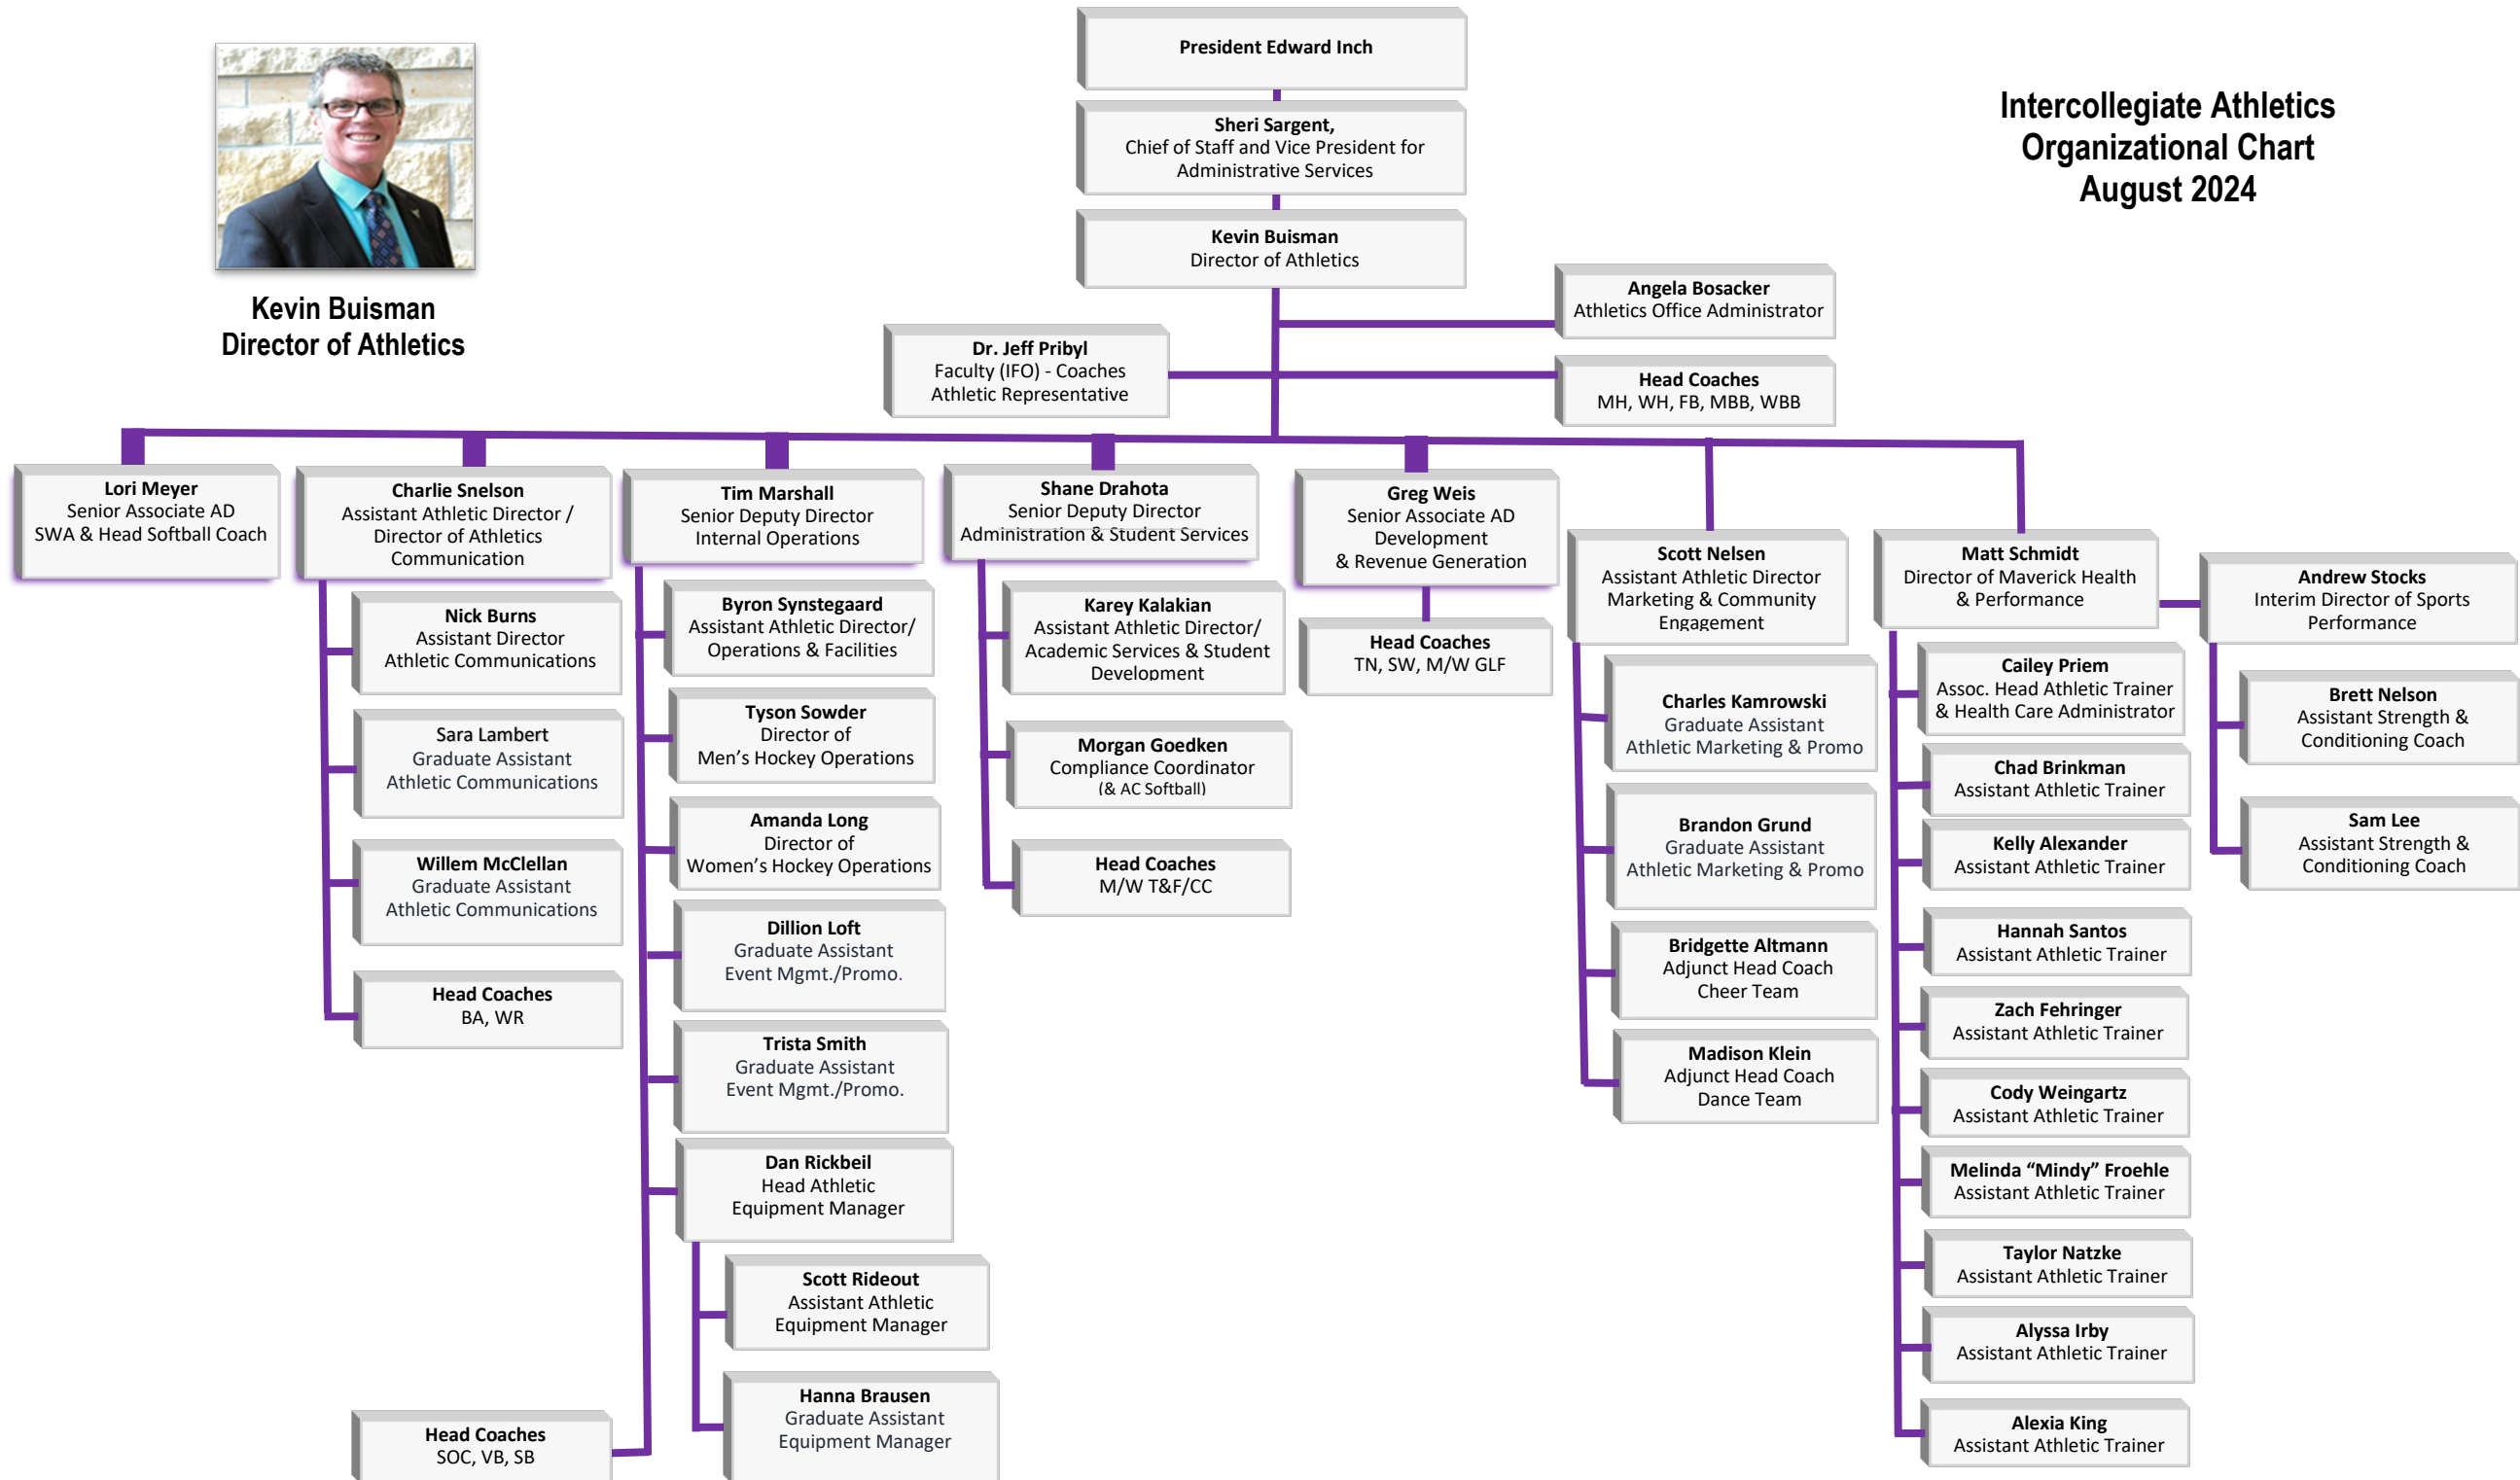 President Edward Inch
Sheri Sargent,
Chief of Staff and Vice President for
Administrative Services
Kevin Buisman
Director of Athletics
Intercollegiate Athletics
Organizational Chart
August 2024
Kevin Buisman
Director of Athletics
Angela Bosacker
Athletics Office Administrator
Dr. Jeff Pribyl
Faculty (IFO) - Coaches
Athletic Representative
Head Coaches
MH, WH, FB, MBB, WBB
Lori Meyer
Senior Associate AD
SWA & Head Softball Coach
Charlie Snelson
Assistant Athletic Director /
Director of Athletics
Communication
Nick Burns
Assistant Director
Athletic Communications
Sara Lambert
Graduate Assistant
Athletic Communications
Willem McClellan
Graduate Assistant
Athletic Communications
Head Coaches
BA, WR
Tim Marshall
Senior Deputy Director
Internal Operations
Byron Synstegaard
Assistant Athletic Director/
Operations & Facilities
Tyson Sowder
Director of
Men’s Hockey Operations
Amanda Long
Director of
Women’s Hockey Operations
Dillion Loft
Graduate Assistant
Event Mgmt./Promo.
Trista Smith
Graduate Assistant
Event Mgmt./Promo.
Dan Rickbeil
Head Athletic
Equipment Manager
Scott Rideout
Assistant Athletic
Equipment Manager
Hanna Brausen
Graduate Assistant
Equipment Manager
Head Coaches
SOC, VB, SB
Shane Drahota
Senior Deputy Director
Administration & Student Services
Karey Kalakian
Assistant Athletic Director/
Academic Services & Student
Development
Morgan Goedken
Compliance Coordinator
(& AC Softball)
Head Coaches
M/W T&F/CC
Greg Weis
Senior Associate AD
Development
& Revenue Generation
Head Coaches
TN, SW, M/W GLF
Scott Nelsen
Assistant Athletic Director
Marketing & Community
Engagement
Charles Kamrowski
Graduate Assistant
Athletic Marketing & Promo
Brandon Grund
Graduate Assistant
Athletic Marketing & Promo
Bridgette Altmann
Adjunct Head Coach
Cheer Team
Madison Klein
Adjunct Head Coach
Dance Team
Matt Schmidt
Director of Maverick Health
& Performance
Cailey Priem
Assoc. Head Athletic Trainer
& Health Care Administrator
Chad Brinkman
Assistant Athletic Trainer
Kelly Alexander
Assistant Athletic Trainer
Hannah Santos
Assistant Athletic Trainer
Zach Fehringer
Assistant Athletic Trainer
Cody Weingartz
Assistant Athletic Trainer
Melinda “Mindy” Froehle
Assistant Athletic Trainer
Taylor Natzke
Assistant Athletic Trainer
Alyssa Irby
Assistant Athletic Trainer
Alexia King
Assistant Athletic Trainer
Andrew Stocks
Interim Director of Sports
Performance
Brett Nelson
Assistant Strength &
Conditioning Coach
Sam Lee
Assistant Strength &
Conditioning Coach